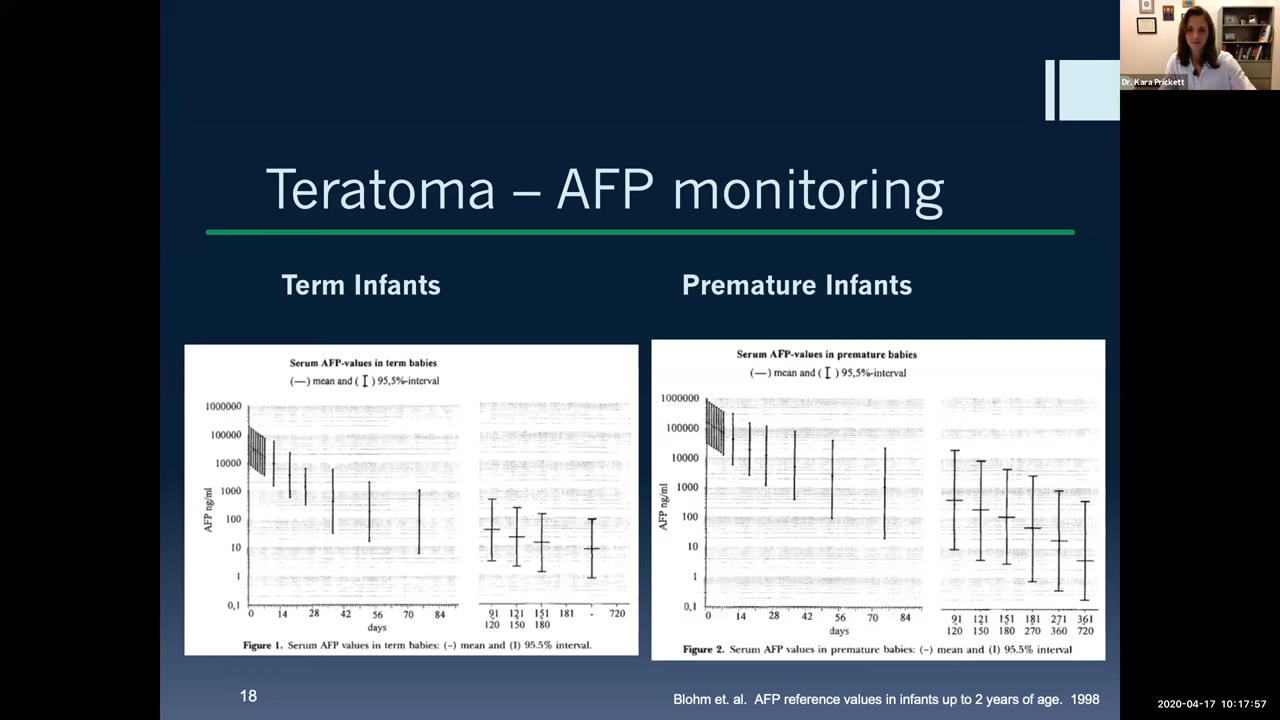 Dr. Kara Prickett
Teratoma – AFP monitoring
Term Infants
Premature Infants
Serum AFP-values in term babies
(—) mean and ( I ) 95,5%-interval
1000000
100000
10000
1000
100
10
1
0,1
AFP ng/ml
0 14 28 42 56 70 84
days
91 121 151 181 - 720
120 150 180
Figure 1. Serum AFP values in term babies: (–) mean and (I) 95.5% interval.
Serum AFP-values in premature babies
(—) mean and ( I ) 95,5%-interval
1000000
100000
10000
1000
100
10
1
0,1
AFP ng/ml
0 14 28 42 56 70 84
days
91 121 151 181 271 361
120 150 180 270 360 720
Figure 2. Serum AFP values in premature babies: (–) mean and (I) 95.5% interval
18
Blohm et. al. AFP reference values in infants up to 2 years of age. 1998
2020-04-17 10:17:57